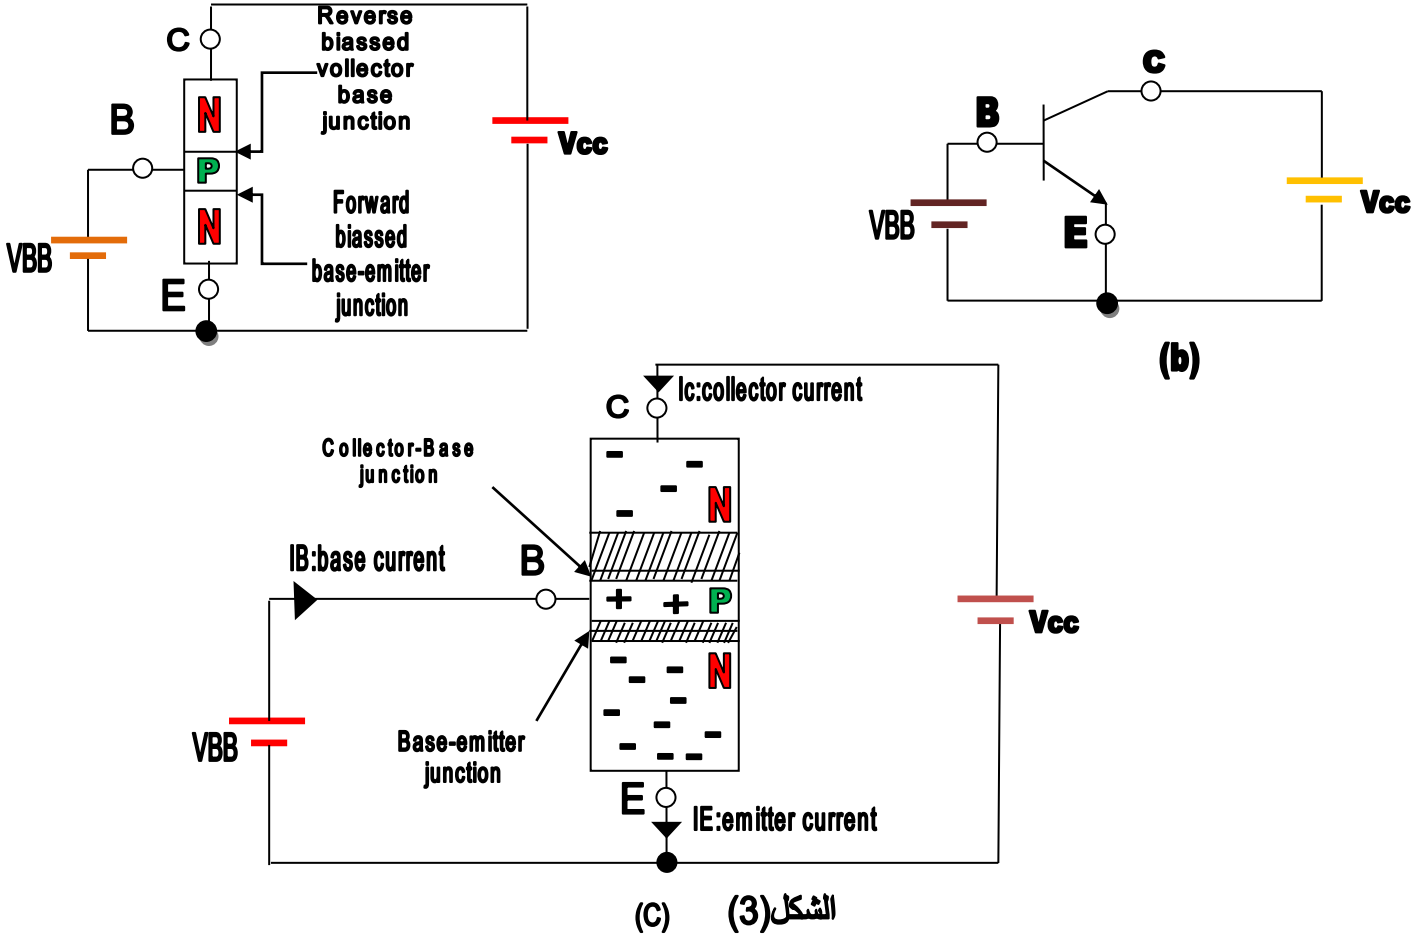 C
Reverse
biassed
vollector
base
junction
N
B
P
N
Vcc
Forward
biassed
base-emitter
junction
VBB
E
C
B
VBB
E
Vcc
(b)
Ic:collector current
C
Collector-Base
junction
N
IB:base current
B
+ + P
Vcc
N
VBB
Base-emitter
junction
E
IE:emitter current
(C)
الشكل(3)